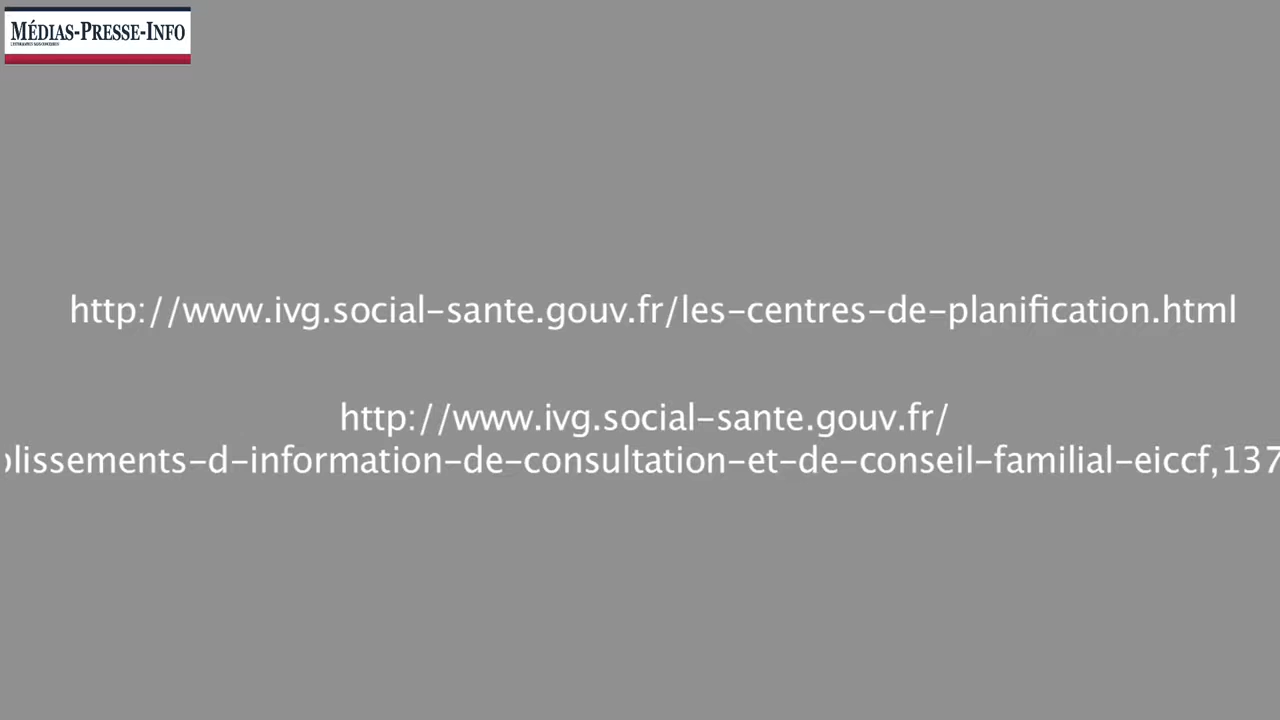 MÉDIAS-PRESSE-INFO
http://www.ivg.social-sante.gouv.fr/les-centres-de-planification.html
http://www.ivg.social-sante.gouv.fr/
lissements-d-information-de-consultation-et-de-conseil-familial-eiccf,137